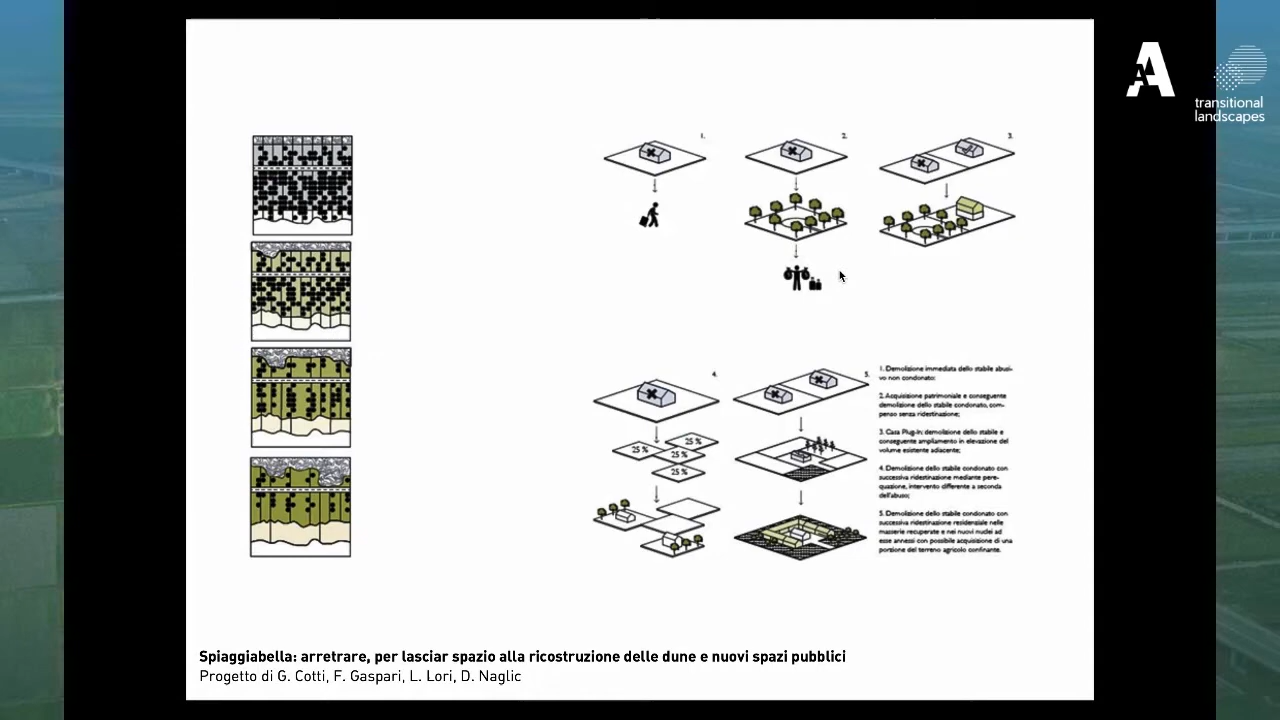 A
A
transitional
landscapes
1.
2.
3.
4.
25 %
25 %
25 %
25 %
5.
1. Demolizione immediata dello stabile abusi-
vo non condonato;
2. Acquisizione patrimoniale e conseguente
demolizione dello stabile condonato, com-
penso senza ridestinazione;
3. Casa Plug-In: demolizione dello stabile e
conseguente ampliamento in elevazione del
volume esistente adiacente;
4. Demolizione dello stabile condonato con
successiva ridestinazione mediante pere-
quazione, intervento differente a seconda
dell'abuso;
5. Demolizione dello stabile condonato con
successiva ridestinazione residenziale nelle
masserie recuperate e nei nuovi nuclei ad
esse annessi con possibile acquisizione di una
porzione del terreno agricolo confinante.
Spiaggiabella: arretrare, per lasciar spazio alla ricostruzione delle dune e nuovi spazi pubblici
Progetto di G. Cotti, F. Gaspari, L. Lori, D. Naglic